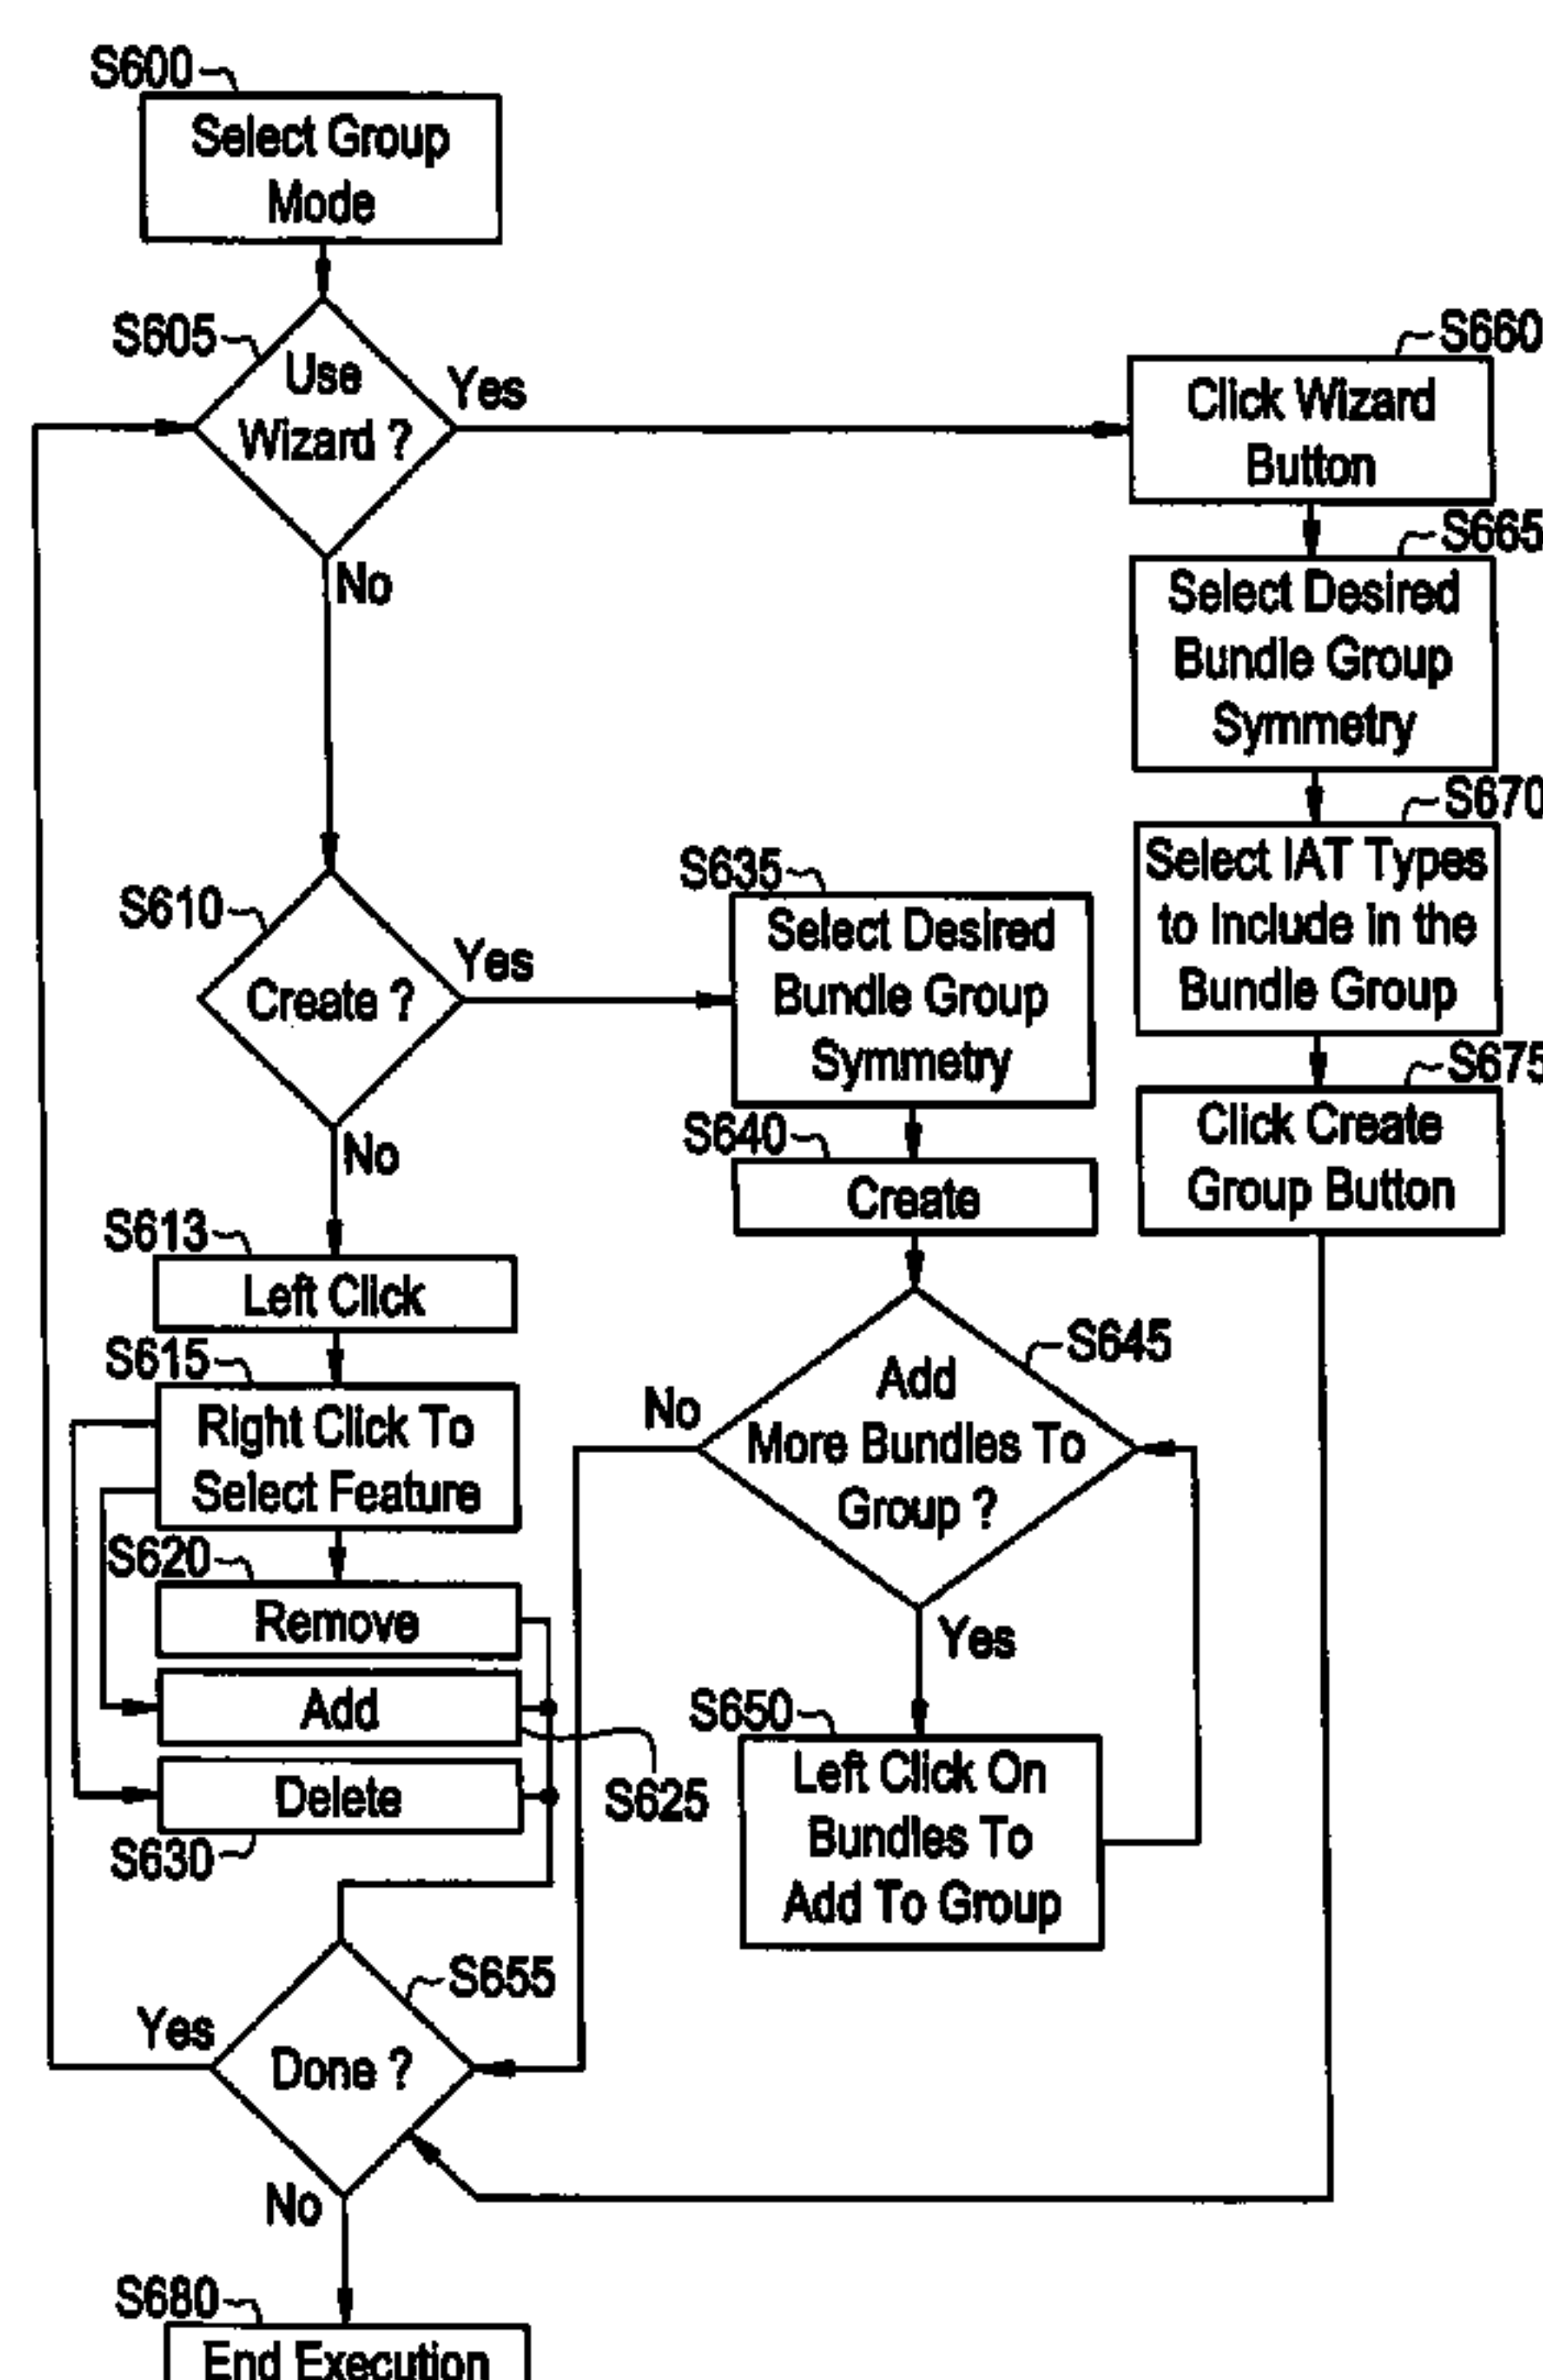 S600
Select Group
Mode
S605
Use
Wizard ?
Yes
No
S660
Click Wizard
Button
S665
Select Desired
Bundle Group
Symmetry
S670
Select IAT Types
to Include in the
Bundle Group
S675
Click Create
Group Button
S610
Create ?
Yes
No
S635
Select Desired
Bundle Group
Symmetry
S640
Create
S613
Left Click
S615
Right Click To
Select Feature
S620
Remove
Add
S625
Delete
S630
S645
Add
More Bundles To
Group ?
No
Yes
S650
Left Click On
Bundles To
Add To Group
S655
Done ?
Yes
No
S680
End Execution